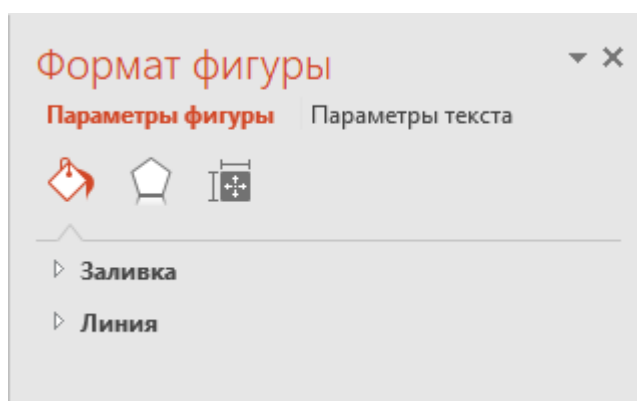 Формат фигуры
Параметры фигуры Параметры текста
Заливка
Линия